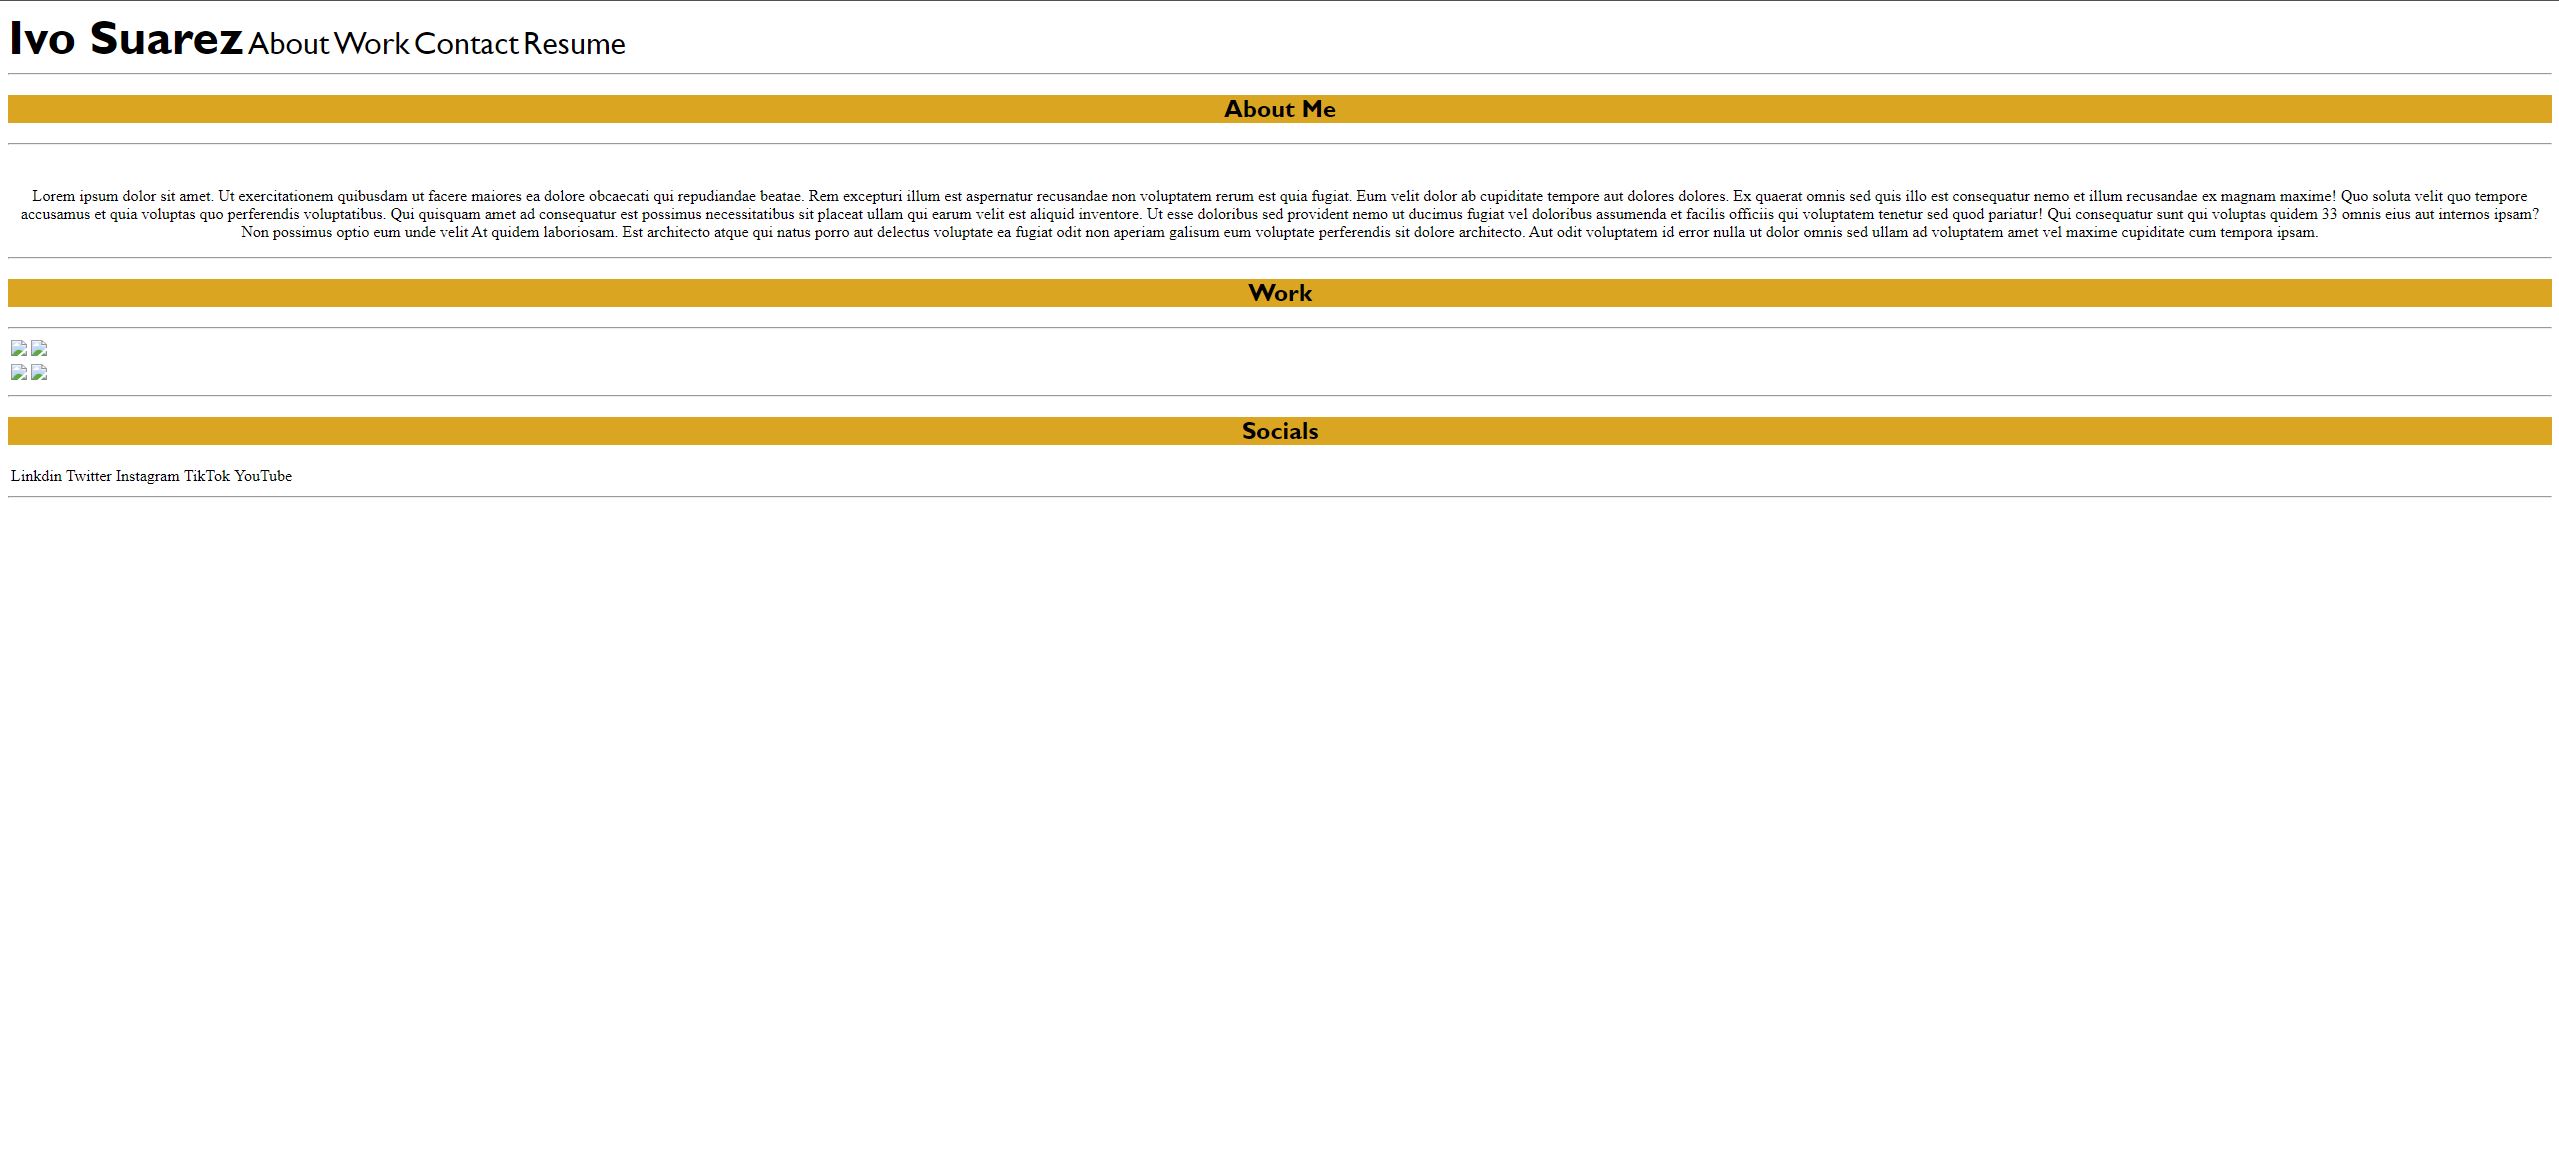 Ivo Suarez About Work Contact Resume
About Me
Lorem ipsum dolor sit amet. Ut exercitationem quibusdam ut facere maiores ea dolore obcaecati qui repudiandae beatae. Rem excepturi illum est aspernatur recusandae non voluptatem rerum est quia fugiat. Eum velit dolor ab cupiditate tempore aut dolores dolores. Ex quaerat omnis sed quis illo est consequatur nemo et illum recusandae ex magnam maxime! Quo soluta velit quo tempore
accusamus et quia voluptas quo perferendis voluptatibus. Qui quisquam amet ad consequatur est possimus necessitatibus sit placeat ullam qui earum velit est aliquid inventore. Ut esse doloribus sed provident nemo ut ducimus fugiat vel doloribus assumenda et facilis officiis qui voluptatem tenetur sed quod pariatur! Qui consequatur sunt qui voluptas quidem 33 omnis eius aut internos ipsam?
Non possimus optio eum unde velit At quidem laboriosam. Est architecto atque qui natus porro aut delectus voluptate ea fugiat odit non aperiam galisum eum voluptate perferendis sit dolore architecto. Aut odit voluptatem id error nulla ut dolor omnis sed ullam ad voluptatem amet vel maxime cupiditate cum tempora ipsam.
Work
Socials
Linkdin Twitter Instagram TikTok YouTube